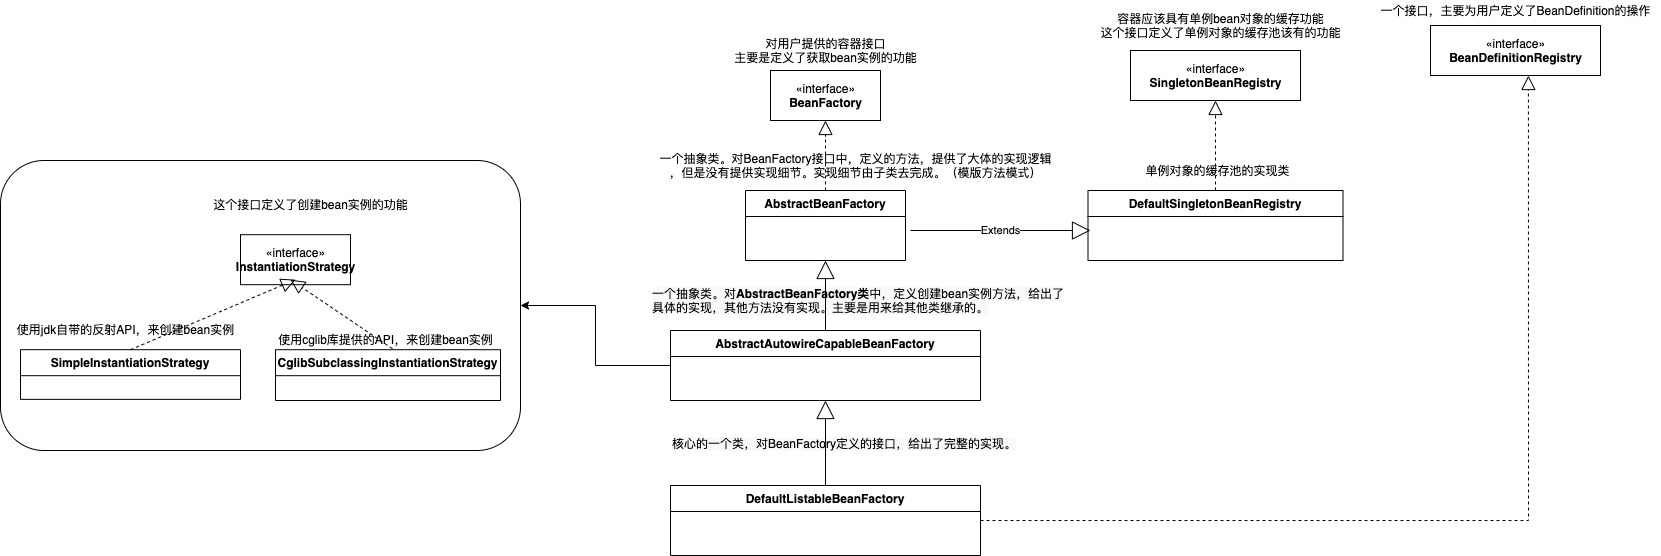 一个接口，主要为用户定义了BeanDefinition的操作
«interface»
BeanDefinitionRegistry
容器应该具有单例bean对象的缓存功能
这个接口定义了单例对象的缓存池该有的功能
«interface»
SingletonBeanRegistry
对用户提供的容器接口
主要是定义了获取bean实例的功能
«interface»
BeanFactory
一个抽象类。对BeanFactory接口中，定义的方法，提供了大体的实现逻辑
，但是没有提供实现细节。实现细节由子类去完成。（模版方法模式）
单例对象的缓存池的实现类
AbstractBeanFactory
Extends
DefaultSingletonBeanRegistry
这个接口定义了创建bean实例的功能
«interface»
InstantiationStrategy
使用jdk自带的反射API，来创建bean实例
使用cglib库提供的API，来创建bean实例
SimpleInstantiationStrategy
CglibSubclassingInstantiationStrategy
一个抽象类。对AbstractBeanFactory类中，定义创建bean实例方法，给出了
具体的实现，其他方法没有实现。主要是用来给其他类继承的。
AbstractAutowireCapableBeanFactory
核心的一个类，对BeanFactory定义的接口，给出了完整的实现。
DefaultListableBeanFactory